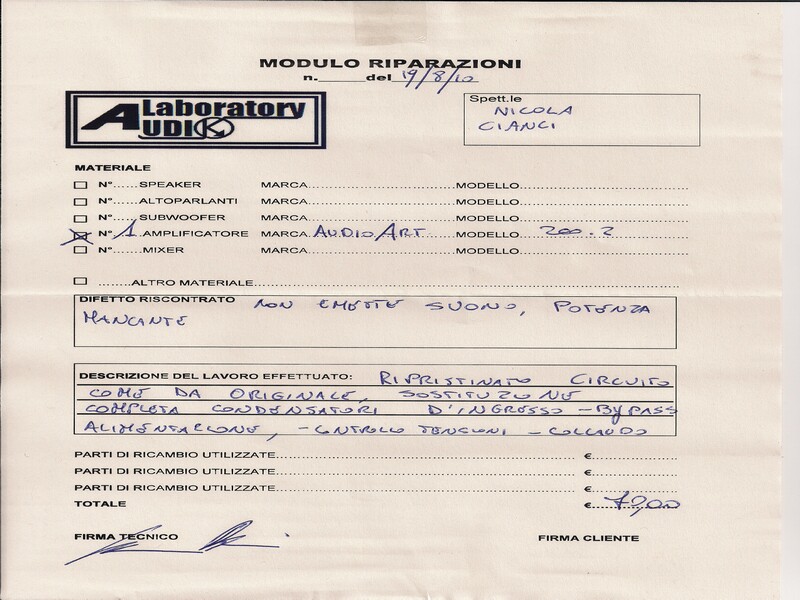 MODULO RIPARAZIONI
n.______del 19/8/10
Laboratory
AUDIO
Spett.le
NICOLA
CIANCI
MATERIALE
N°......SPEAKER MARCA..........MODELLO..........
N°......ALTOPARLANTI MARCA..........MODELLO..........
N°......SUBWOOFER MARCA..........MODELLO..........
N°.1.AMPLIFICATORE MARCA AUDIO ART MODELLO 200.2
N°......MIXER MARCA..........MODELLO..........
........ALTRO MATERIALE..........
DIFETTO RISCONTRATO NON EMETTE SUONO, POTENZA
MANCANTE
DESCRIZIONE DEL LAVORO EFFETTUATO: RIPRISTINATO CIRCUITO
COME DA ORIGINALE, SOSTITUZIONE
COMPLETA CONDENSATORI D'INGRESSO - BYPASS
ALIMENTAZIONE, - CONTROLLO TENSIONI - COLLAUDO
PARTI DI RICAMBIO UTILIZZATE..........€..........
PARTI DI RICAMBIO UTILIZZATE..........€..........
PARTI DI RICAMBIO UTILIZZATE..........€..........
TOTALE €
FIRMA TECNICO FIRMA CLIENTE